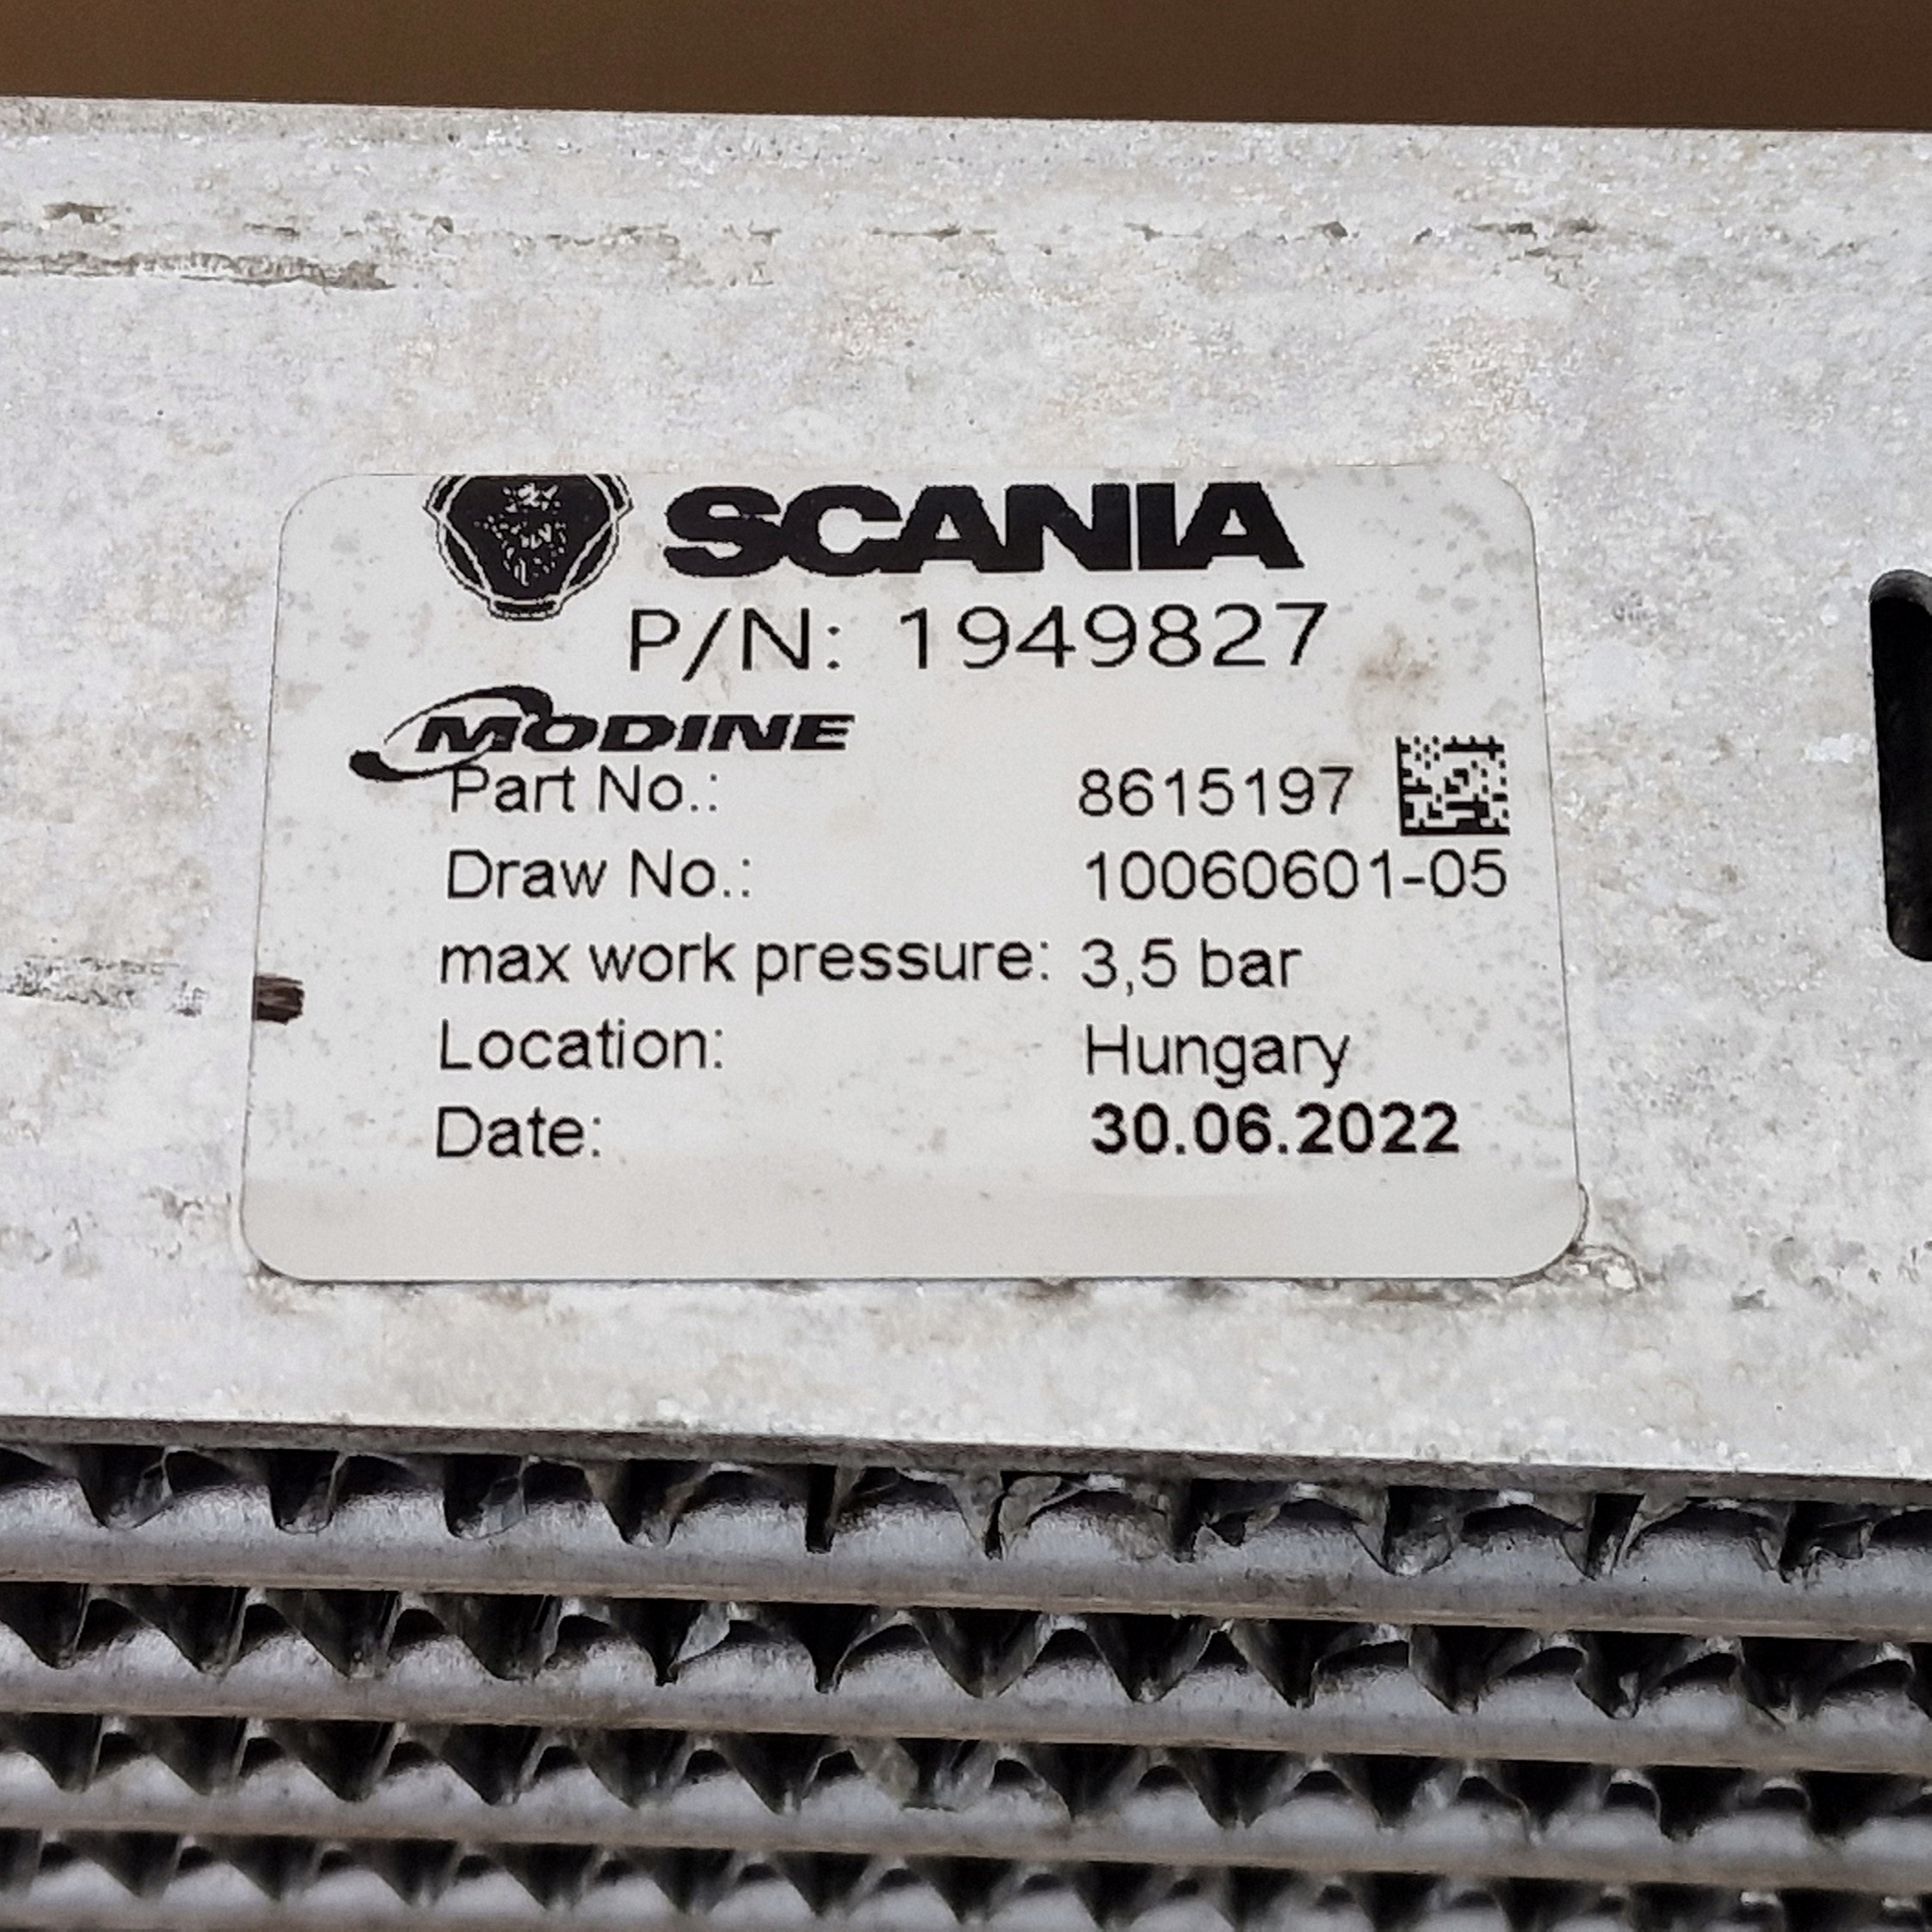 SCANIA
P/N: 1949827
MODINE
Part No.: 8615197
Draw No.: 10060601-05
max work pressure: 3,5 bar
Location: Hungary
Date: 30.06.2022